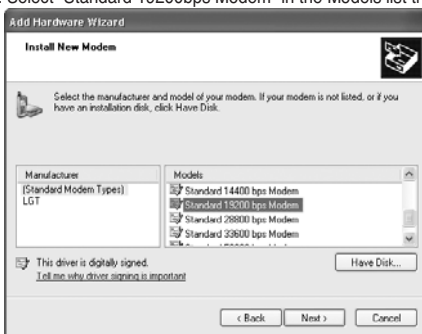 Select "Standard 19200bps Modem" in the Models list
Add Hardware Wizard
Install New Modem
Select the manufacturer and model of your modem. If your modem is not listed, or if you
have an installation disk, click Have Disk.
Manufacturer
(Standard Modem Types)
LGT
Models
Standard 14400 bps Modem
Standard 19200 bps Modem
Standard 28800 bps Modem
Standard 33600 bps Modem
This driver is digitally signed.
Tell me why driver signing is important
Have Disk...
< Back
Next >
Cancel